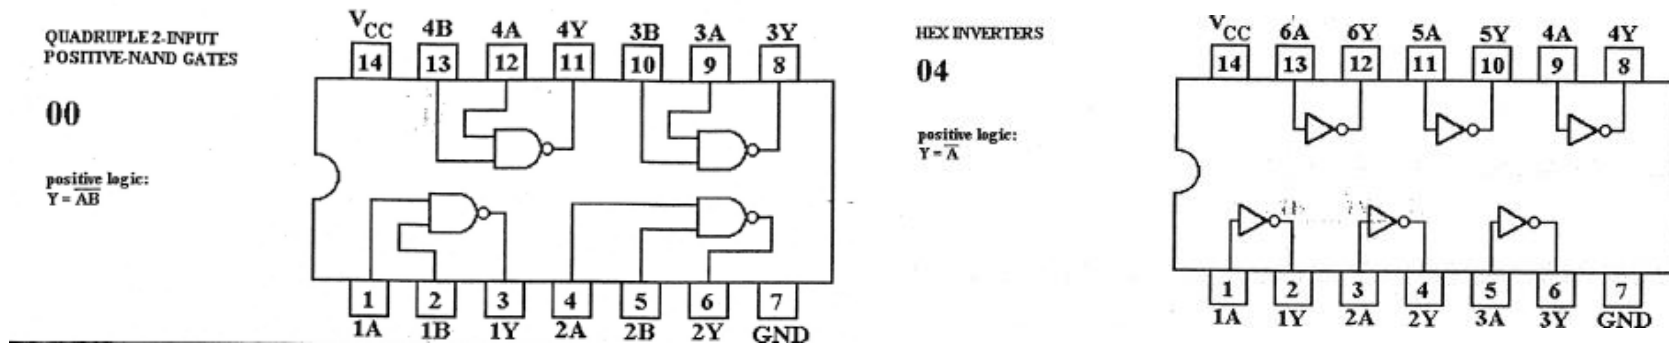 QUADRUPLE 2-INPUT
POSITIVE-NAND GATES
00
positive logic:
Y = A̅B̅
VCC 4B 4A 4Y 3B 3A 3Y
14 13 12 11 10 9 8
1 2 3 4 5 6 7
1A 1B 1Y 2A 2B 2Y GND
HEX INVERTERS
04
positive logic:
Y = A̅
VCC 6A 6Y 5A 5Y 4A 4Y
14 13 12 11 10 9 8
1 2 3 4 5 6 7
1A 1Y 2A 2Y 3A 3Y GND